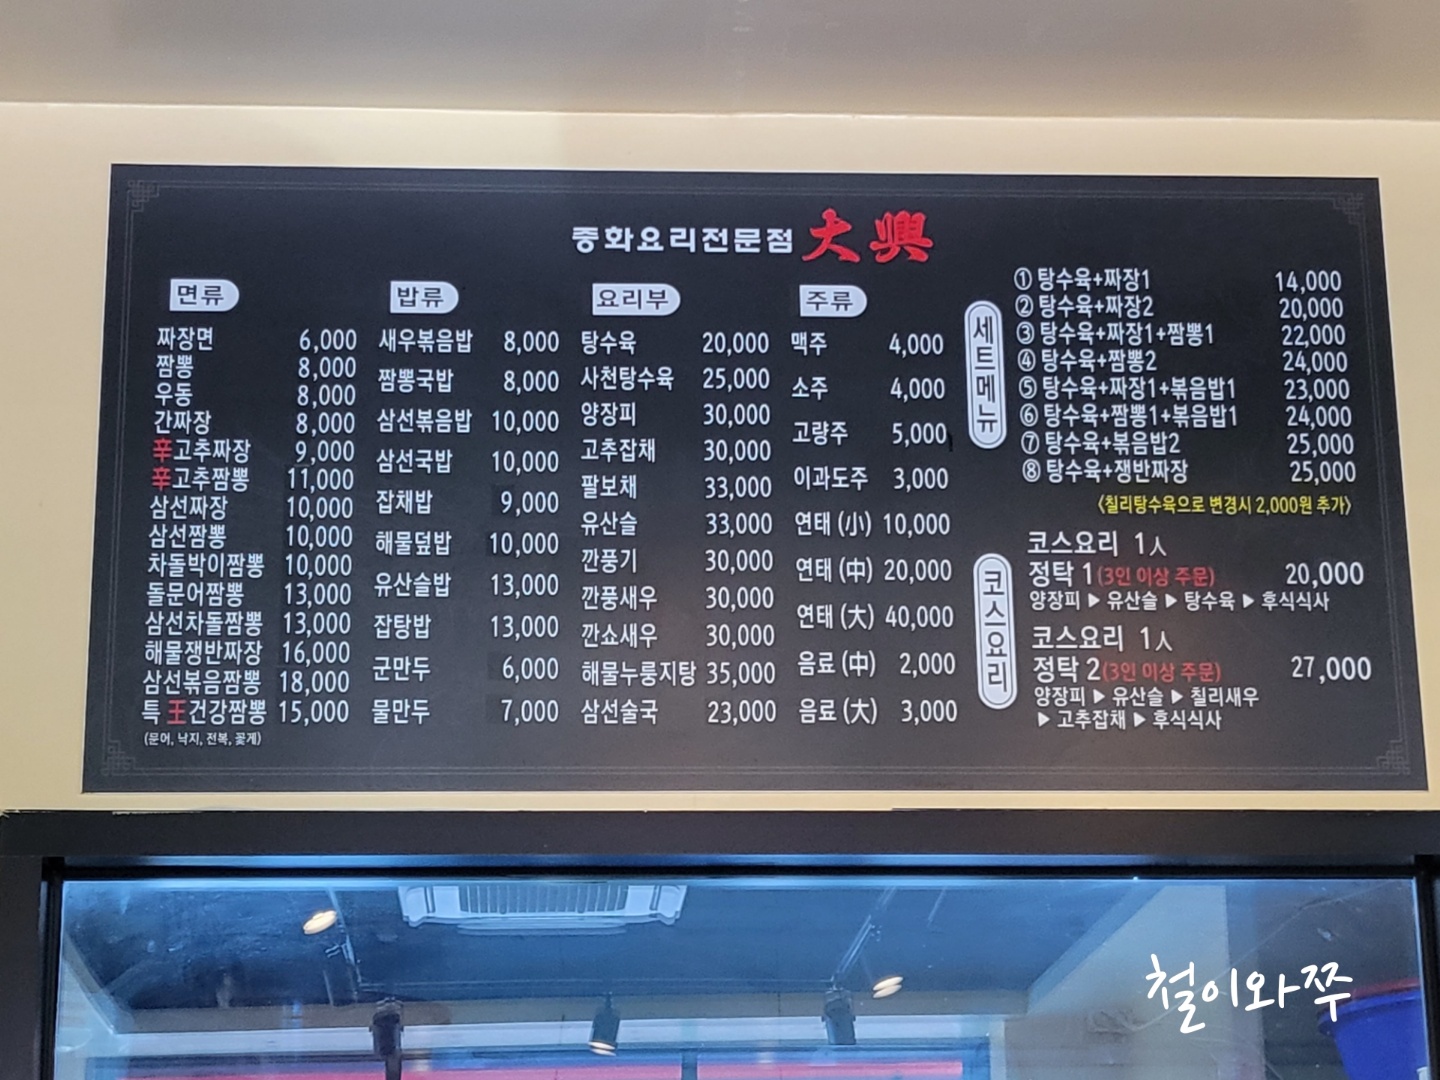 중화요리전문점 大興
면류
짜장면 6,000
짬뽕 8,000
우동 8,000
간짜장 8,000
辛고추짜장 9,000
辛고추짬뽕 11,000
삼선짜장 10,000
삼선짬뽕 10,000
차돌박이짬뽕 10,000
돌문어짬뽕 13,000
삼선차돌짬뽕 13,000
해물쟁반짜장 16,000
삼선볶음짬뽕 18,000
특 王건강짬뽕 15,000
(문어, 낙지, 전복, 꽃게)
밥류
새우볶음밥 8,000
짬뽕국밥 8,000
삼선볶음밥 10,000
삼선국밥 10,000
잡채밥 9,000
해물덮밥 10,000
유산슬밥 13,000
잡탕밥 13,000
군만두 6,000
물만두 7,000
요리부
탕수육 20,000
사천탕수육 25,000
양장피 30,000
고추잡채 30,000
팔보채 33,000
유산슬 33,000
깐풍기 30,000
깐풍새우 30,000
깐쇼새우 30,000
해물누룽지탕 35,000
삼선술국 23,000
주류
맥주 4,000
소주 4,000
고량주 5,000
이과도주 3,000
연태 (小) 10,000
연태 (中) 20,000
연태 (大) 40,000
음료 (中) 2,000
음료 (大) 3,000
세트메뉴
① 탕수육+짜장1 14,000
② 탕수육+짜장2 20,000
③ 탕수육+짜장1+짬뽕1 22,000
④ 탕수육+짬뽕2 24,000
⑤ 탕수육+짜장1+볶음밥1 23,000
⑥ 탕수육+짬뽕1+볶음밥1 24,000
⑦ 탕수육+볶음밥2 25,000
⑧ 탕수육+쟁반짜장 25,000
<칠리탕수육으로 변경시 2,000원 추가>
코스요리
코스요리 1人
정탁 1(3인 이상 주문) 20,000
양장피 ▶ 유산슬 ▶ 탕수육 ▶ 후식식사
코스요리 1人
정탁 2(3인 이상 주문) 27,000
양장피 ▶ 유산슬 ▶ 칠리새우
▶ 고추잡채 ▶ 후식식사
철이와쭈